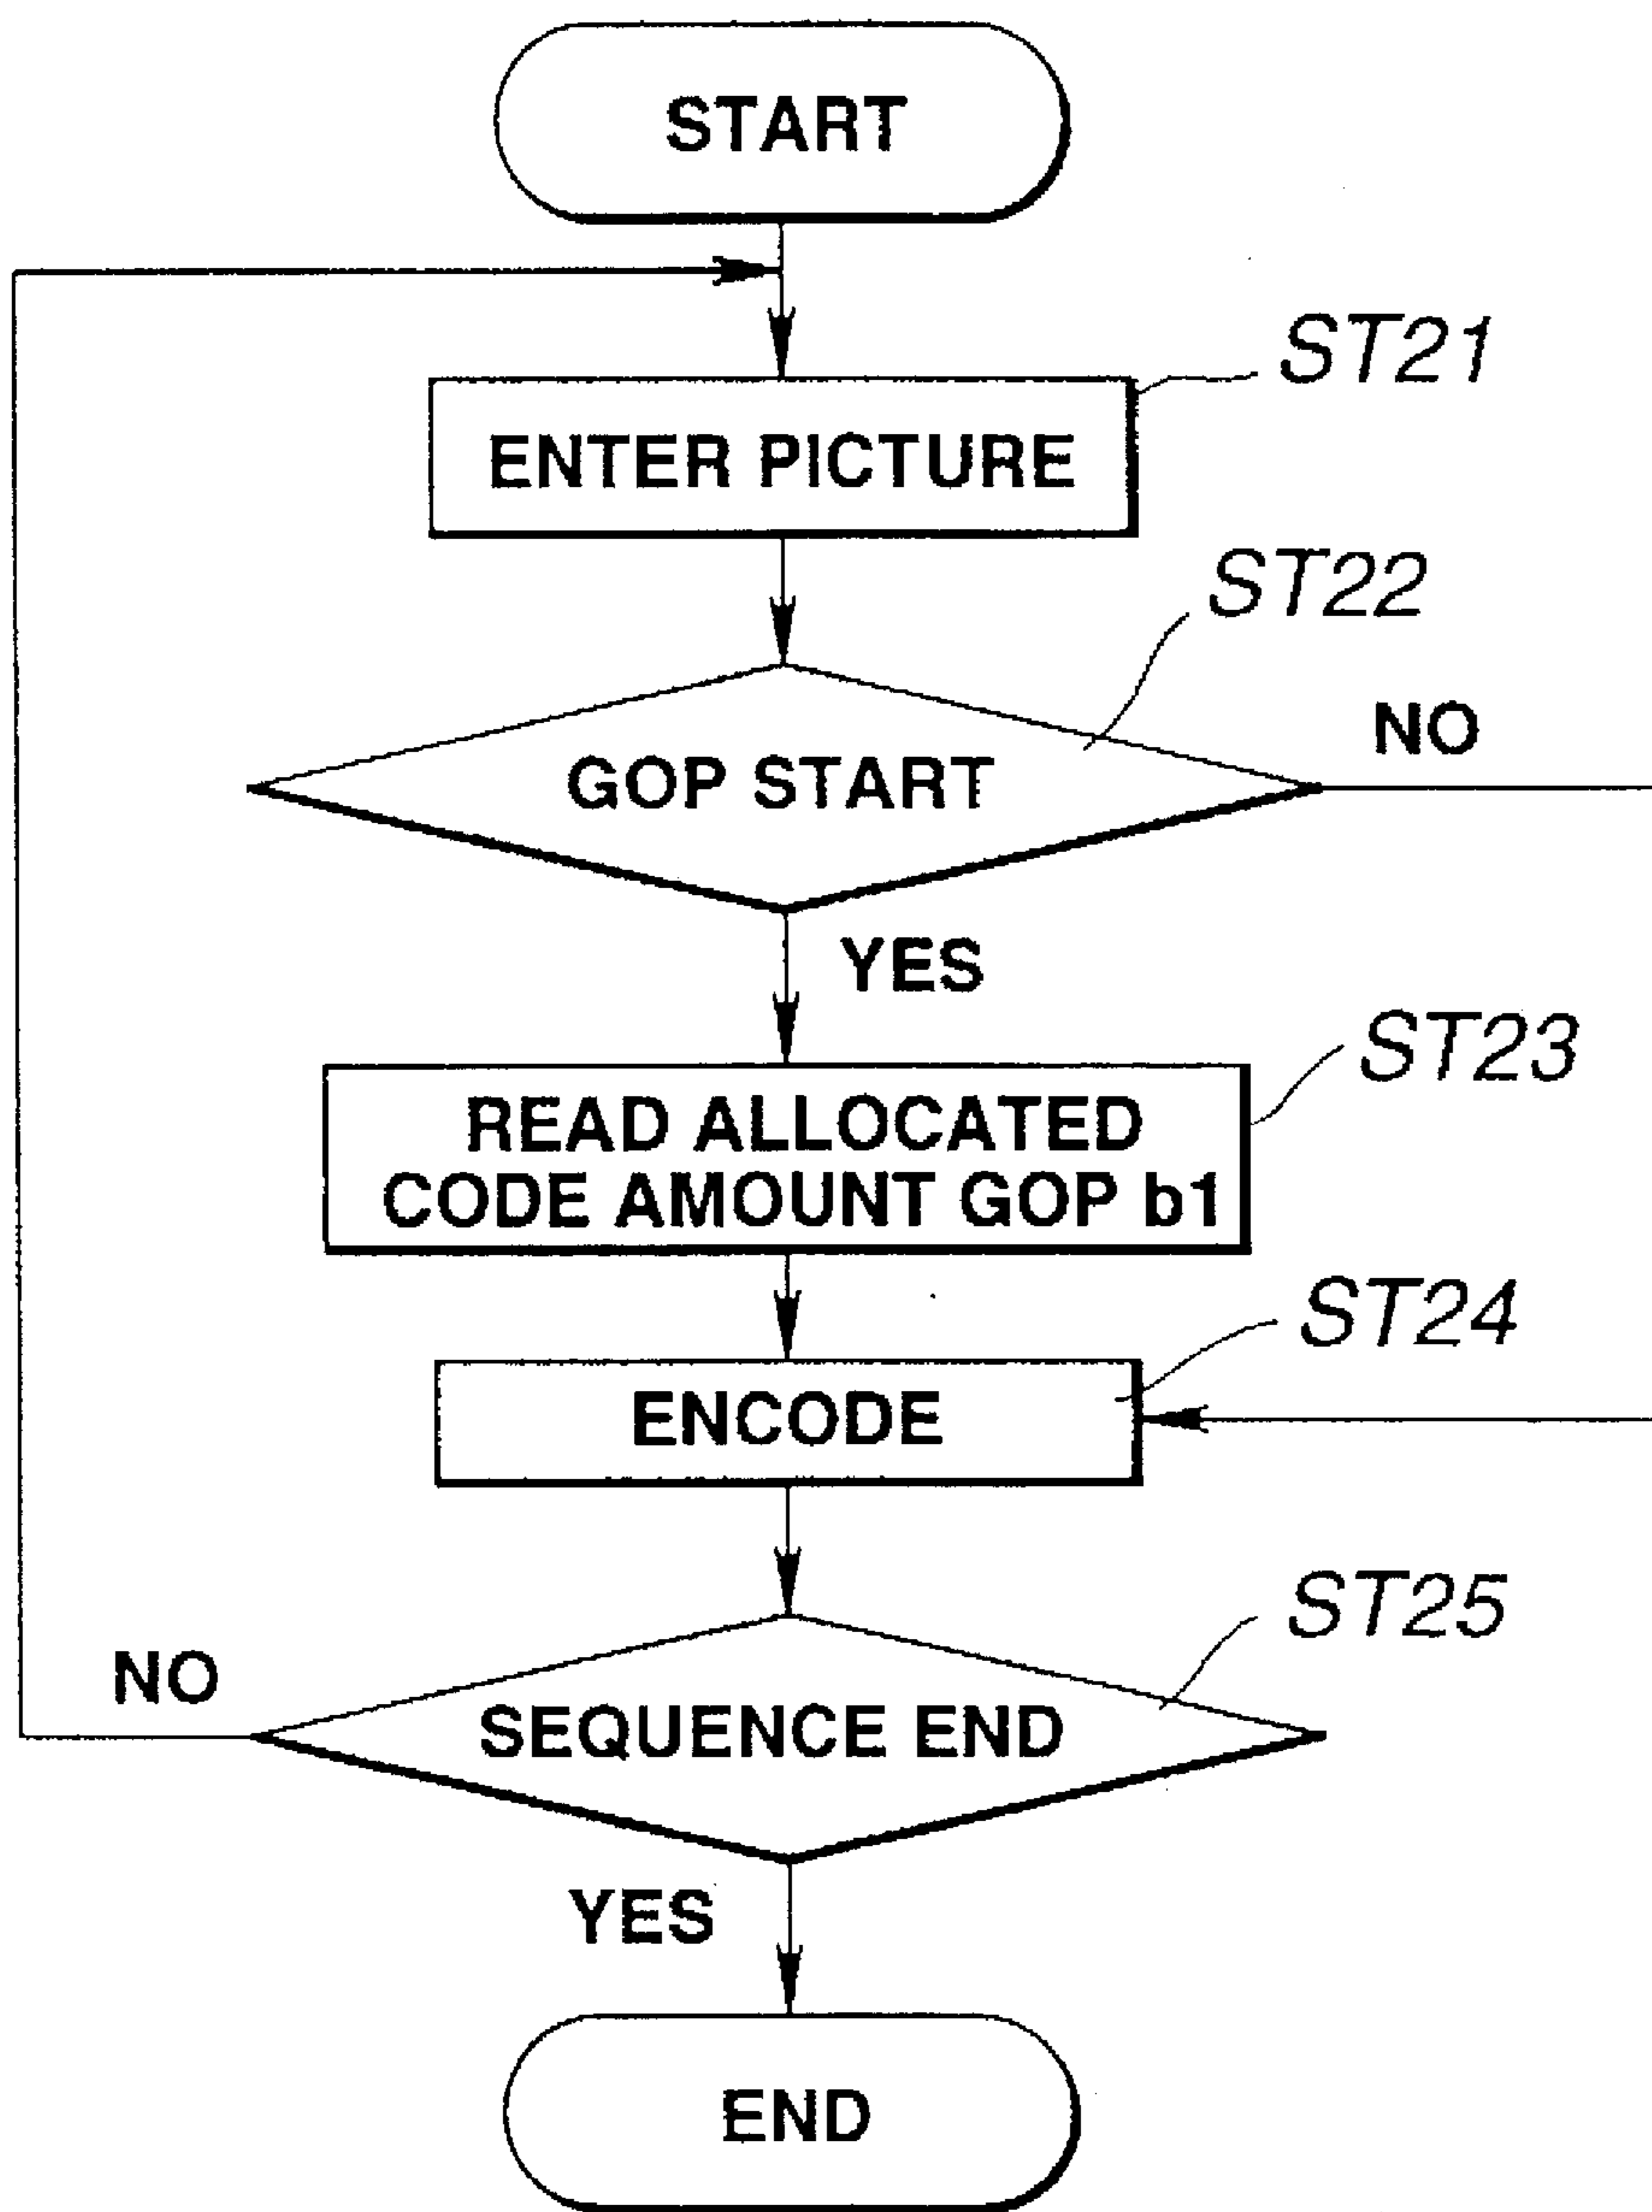 START
ST21
ENTER PICTURE
ST22
NO
GOP START
YES
ST23
READ ALLOCATED
CODE AMOUNT GOP b1
ST24
ENCODE
ST25
NO
SEQUENCE END
YES
END